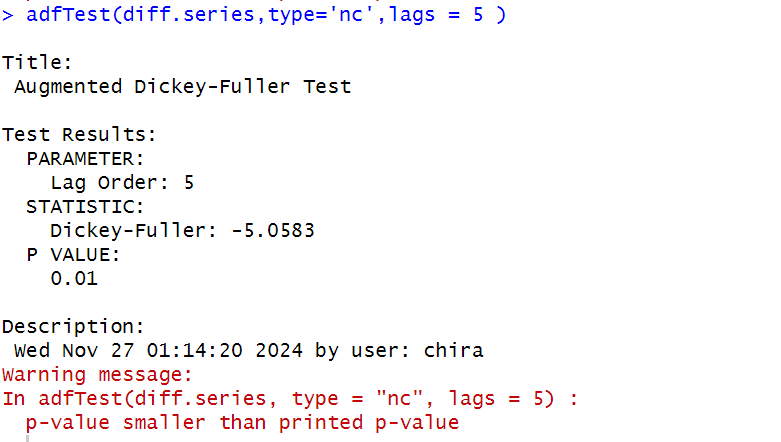 > adfTest(diff.series,type='nc',lags = 5 )
Title:
Augmented Dickey-Fuller Test
Test Results:
PARAMETER:
Lag Order: 5
STATISTIC:
Dickey-Fuller: -5.0583
P VALUE:
0.01
Description:
Wed Nov 27 01:14:20 2024 by user: chira
Warning message:
In adfTest(diff.series, type = "nc", lags = 5) :
p-value smaller than printed p-value